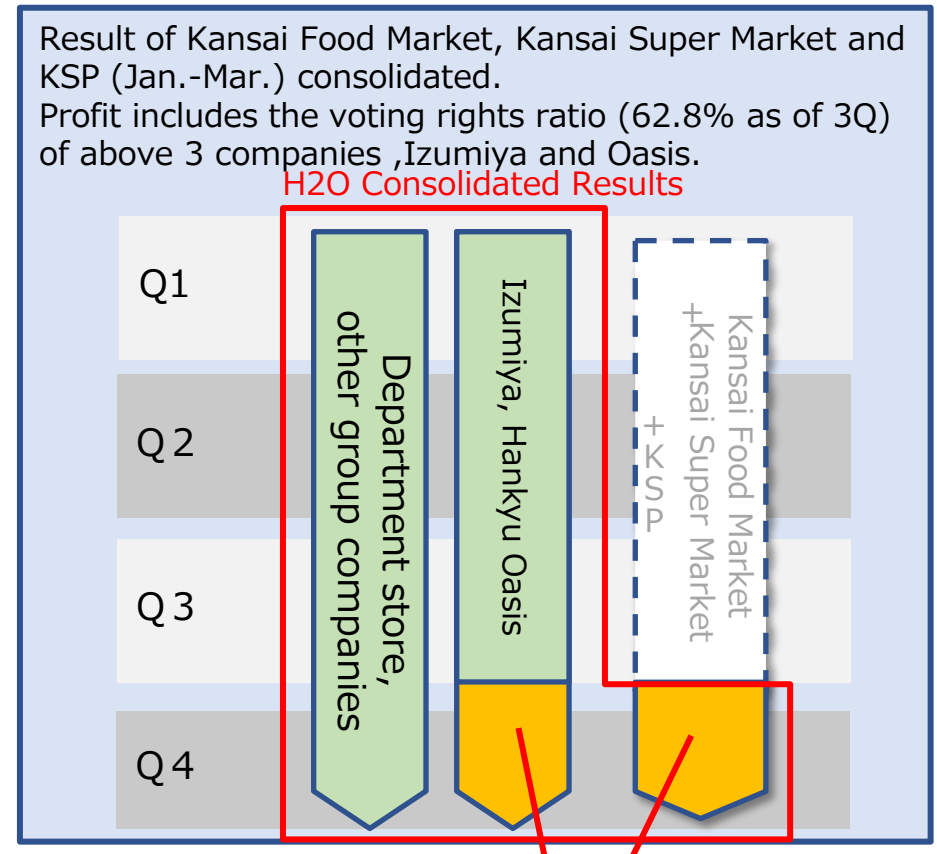 Result of Kansai Food Market, Kansai Super Market and
KSP (Jan.-Mar.) consolidated.
Profit includes the voting rights ratio (62.8% as of 3Q)
of above 3 companies ,Izumiya and Oasis.
H2O Consolidated Results
Q1
Q2
Q3
Q4
Department store,
other group companies
Izumiya, Hankyu Oasis
Kansai Food Market
+Kansai Super Market
+KSP